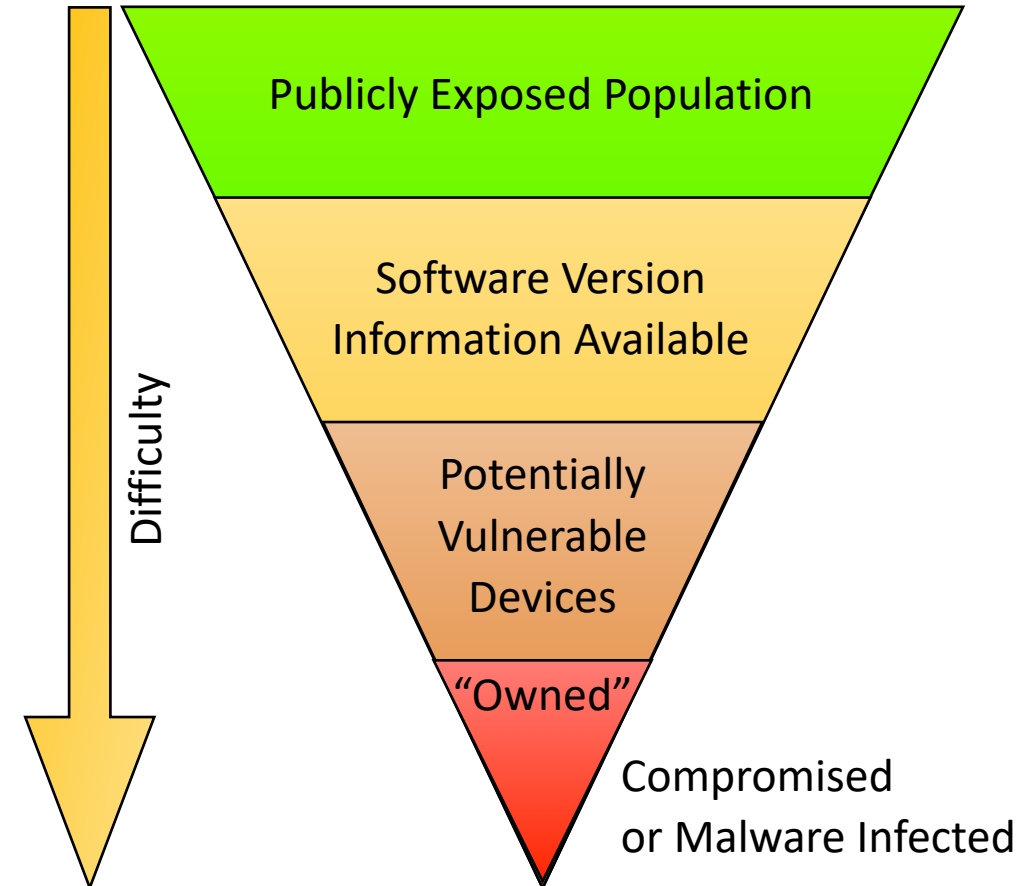 Publicly Exposed Population
Software Version
Information Available
Difficulty
Potentially
Vulnerable
Devices
“Owned”
Compromised
or Malware Infected